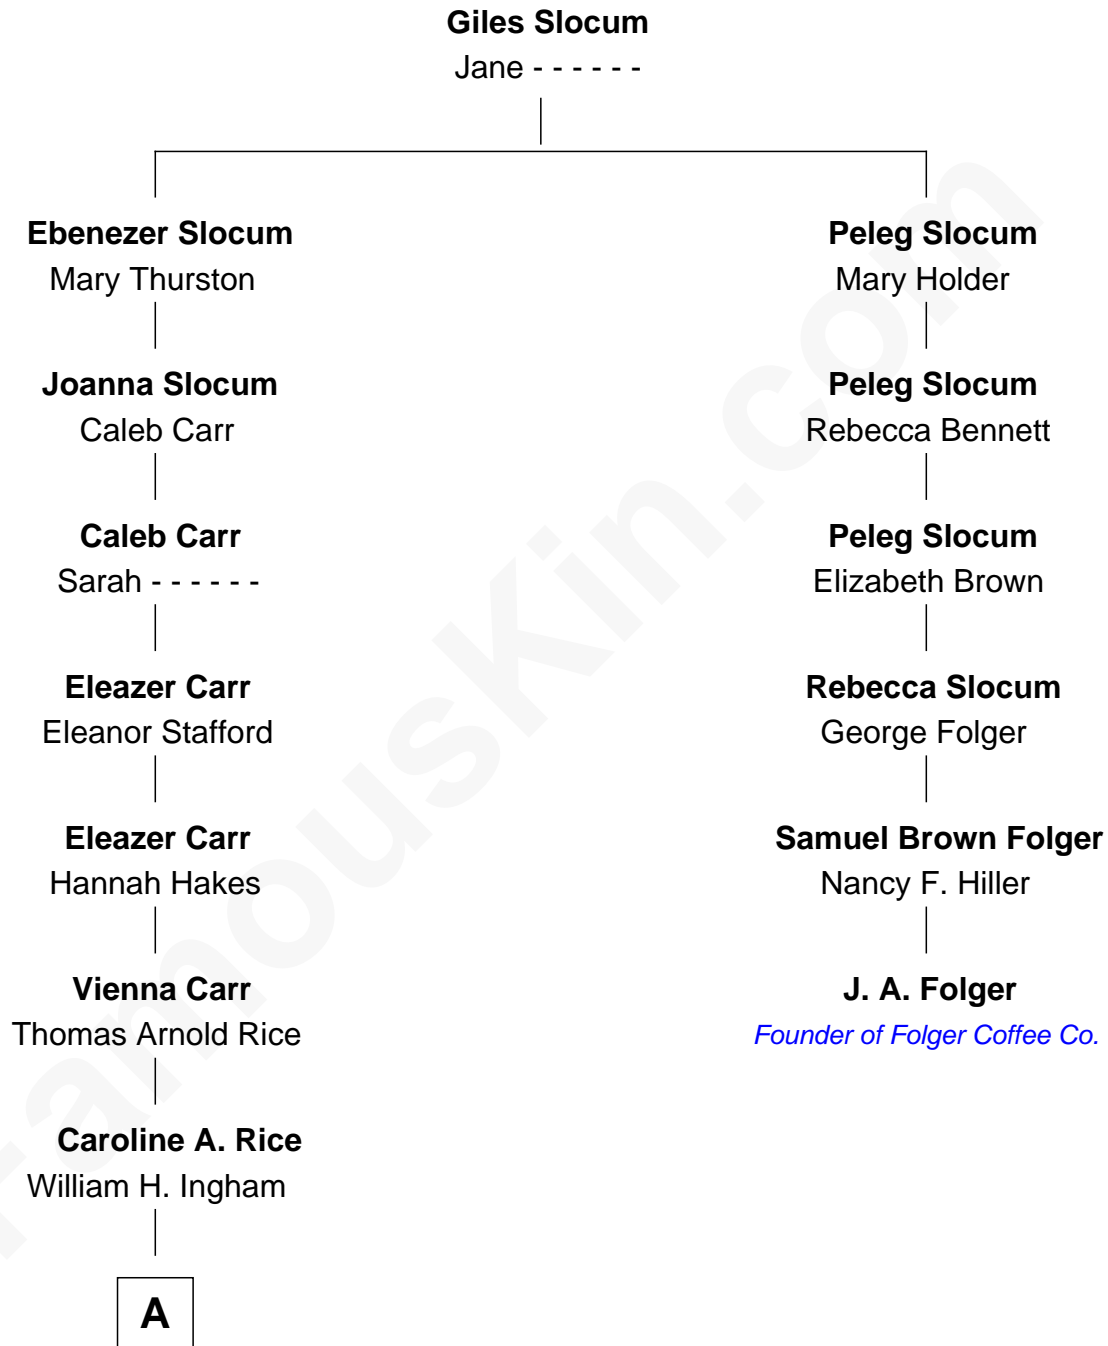 Giles Slocum
Jane - - - - - -
Ebenezer Slocum
Mary Thurston
Peleg Slocum
Mary Holder
Joanna Slocum
Caleb Carr
Peleg Slocum
Rebecca Bennett
Caleb Carr
Sarah - - - - - -
Peleg Slocum
Elizabeth Brown
Eleazer Carr
Eleanor Stafford
Rebecca Slocum
George Folger
Eleazer Carr
Hannah Hakes
Samuel Brown Folger
Nancy F. Hiller
Vienna Carr
Thomas Arnold Rice
J. A. Folger
Founder of Folger Coffee Co.
Caroline A. Rice
William H. Ingham
A
FamousKin.com